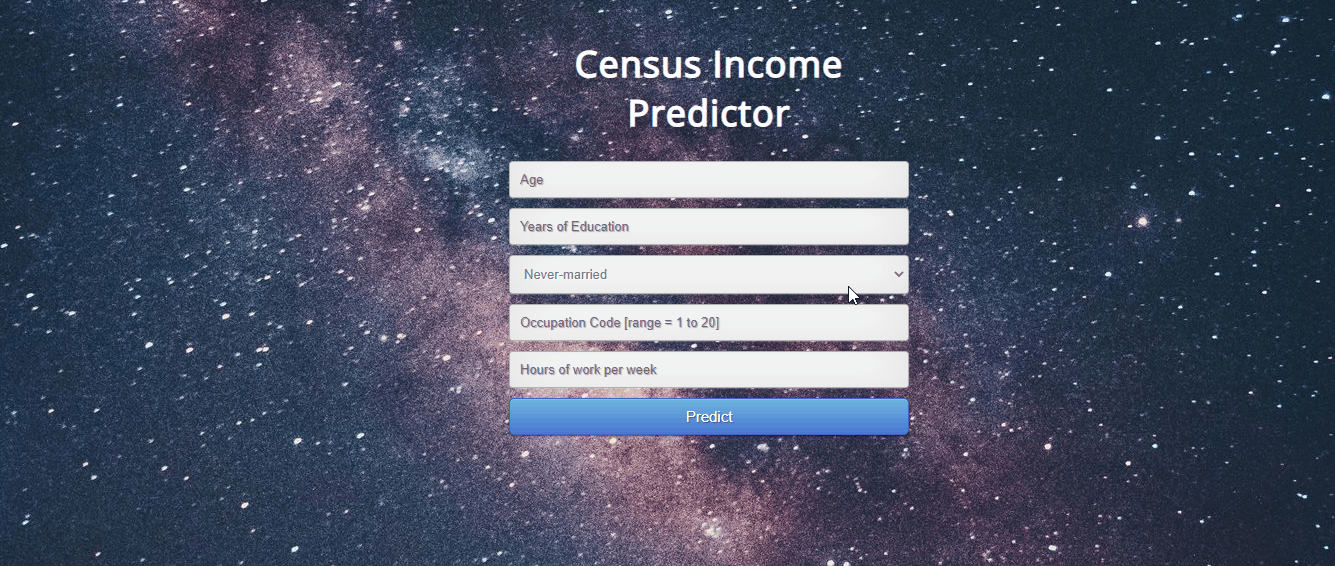 Census Income
Predictor
Age
Years of Education
Never-married
Occupation Code [range = 1 to 20]
Hours of work per week
Predict